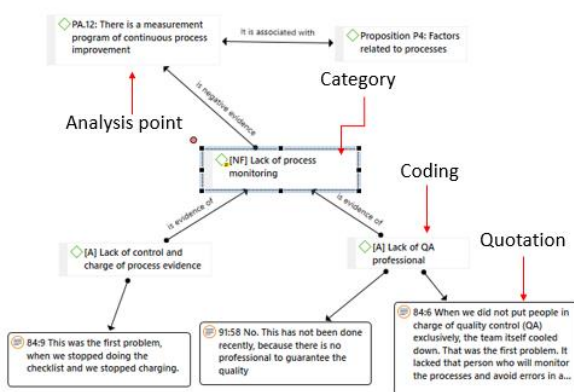 PA.12: There is a measurement
program of continuous process
improvement
It is associated with
Proposition P4: Factors
related to processes
Category
is negative evidence
Analysis point
[NF] Lack of process
monitoring
Coding
is evidence of
is evidence of
Quotation
[A] Lack of control and
charge of process evidence
[A] Lack of QA
professional
84:9 This was the first problem,
when we stopped doing the
checklist and we stopped charging.
91:58 No. This has not been done
recently, because there is no
professional to guarantee the
quality
84:6 When we did not put people in
charge of quality control (QA)
exclusively, the team itself cooled
down. That was the first problem. It
lacked that person who will monitor
the processes and avoid errors in a...